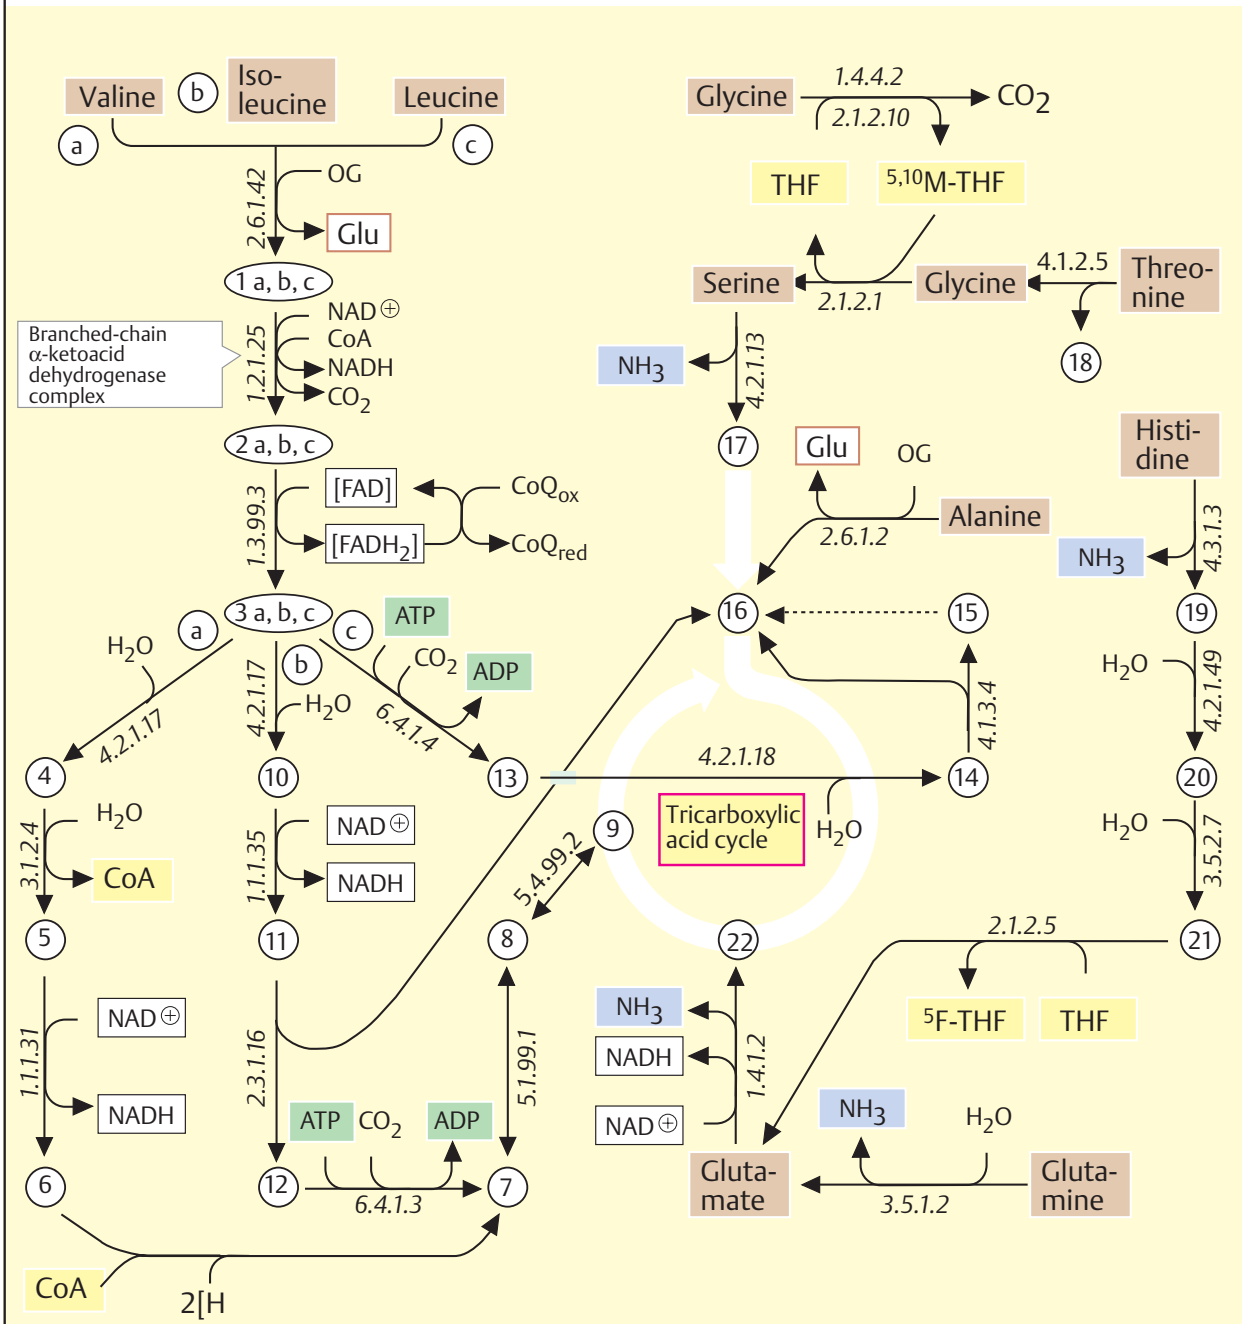 Valine
b
Iso-
leucine
Leucine
a
c
2.6.1.42
OG
Glu
1 a, b, c
Branched-chain
α-ketoacid
dehydrogenase
complex
1.2.1.25
NAD⊕
CoA
NADH
CO2
2 a, b, c
1.3.99.3
[FAD]
[FADH2]
CoQox
CoQred
3 a, b, c
a
b
c
H2O
4.2.1.17
4.2.1.17
H2O
ATP
CO2
ADP
6.4.1.4
4
10
13
3.1.2.4
H2O
CoA
1.1.1.35
NAD⊕
NADH
5
11
8
9
5.4.99.2
1.1.1.31
NAD⊕
NADH
2.3.1.16
5.1.99.1
ATP
CO2
ADP
6
12
6.4.1.3
7
CoA
2[H
Glycine
1.4.4.2
2.1.2.10
CO2
THF
5,10M-THF
Serine
2.1.2.1
Glycine
4.1.2.5
Threo-
nine
18
NH3
4.2.1.13
17
Glu
OG
2.6.1.2
Alanine
Histi-
dine
4.3.1.3
NH3
16
15
19
4.1.3.4
H2O
4.2.1.49
4.2.1.18
14
20
Tricarboxylic
acid cycle
H2O
H2O
3.5.2.7
22
2.1.2.5
21
5F-THF
THF
NH3
NADH
NAD⊕
1.4.1.2
NH3
H2O
Gluta-
mate
3.5.1.2
Gluta-
mine